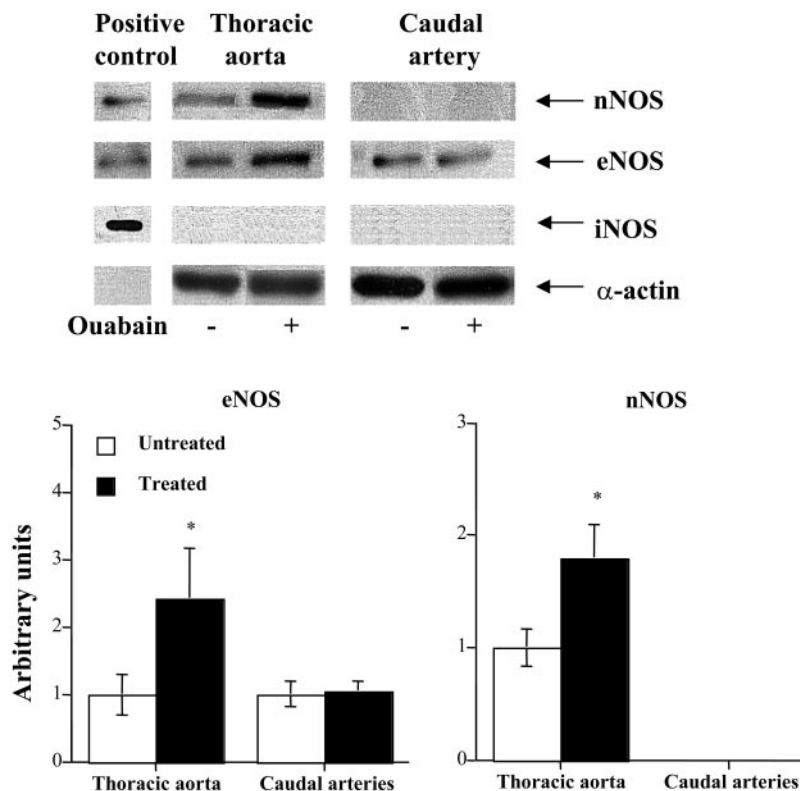 Positive control
Thoracic aorta
Caudal artery
nNOS
eNOS
iNOS
α-actin
Ouabain - + - +
eNOS
5
4
3
2
1
0
Untreated
Treated
*
Arbitrary units
Thoracic aorta
Caudal arteries
nNOS
3
2
1
0
*
Thoracic aorta
Caudal arteries